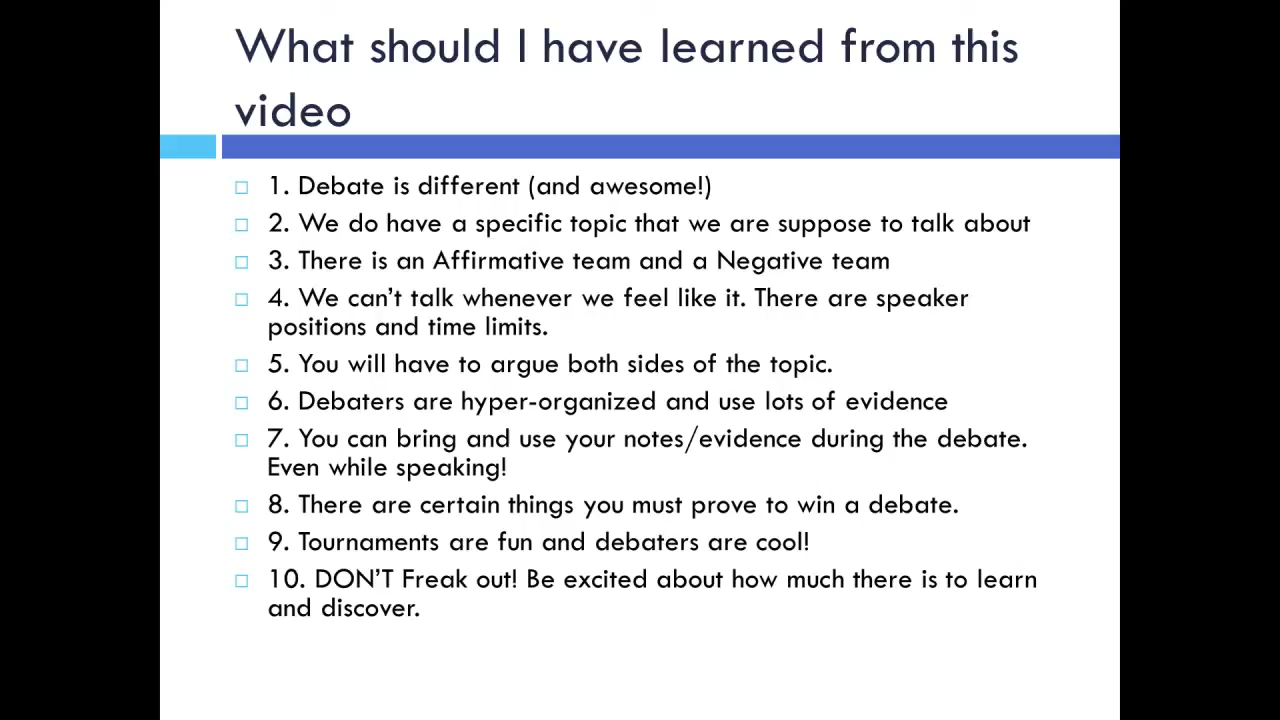 What should I have learned from this
video
1. Debate is different (and awesome!)
2. We do have a specific topic that we are suppose to talk about
3. There is an Affirmative team and a Negative team
4. We can't talk whenever we feel like it. There are speaker
positions and time limits.
5. You will have to argue both sides of the topic.
6. Debaters are hyper-organized and use lots of evidence
7. You can bring and use your notes/evidence during the debate.
Even while speaking!
8. There are certain things you must prove to win a debate.
9. Tournaments are fun and debaters are cool!
10. DON'T Freak out! Be excited about how much there is to learn
and discover.